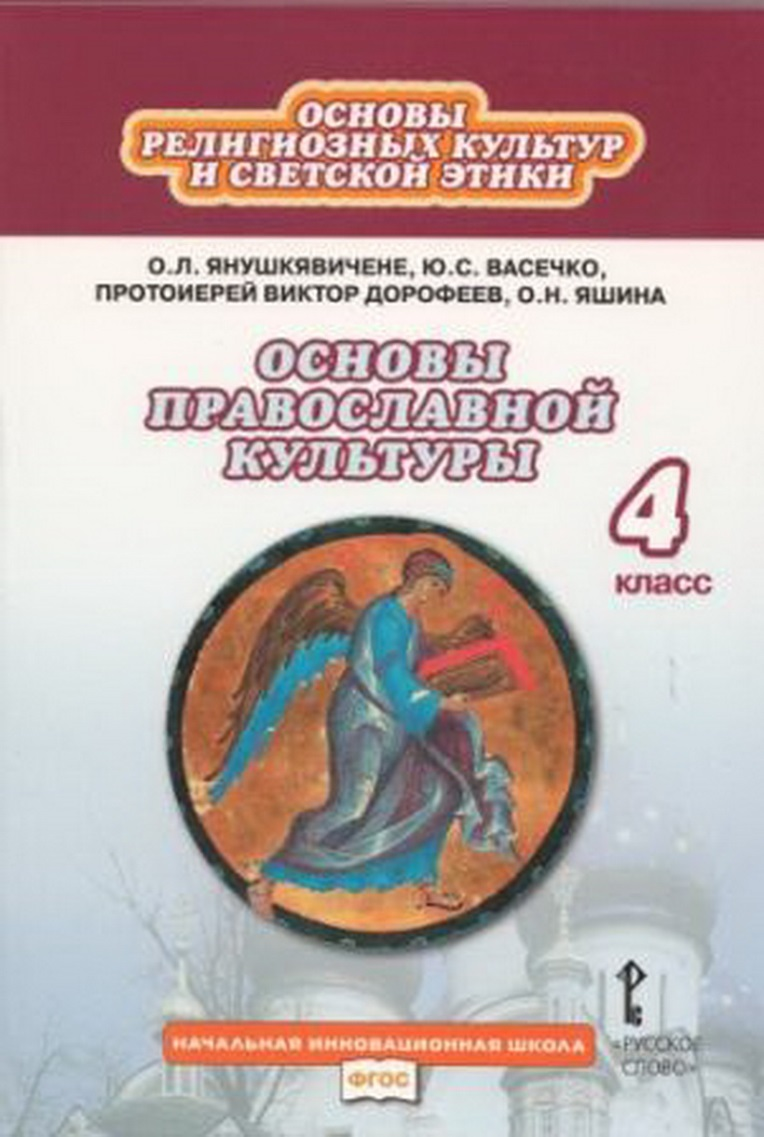 ОСНОВЫ
РЕЛИГИОЗНЫХ КУЛЬТУР
И СВЕТСКОЙ ЭТИКИ
О.Л. ЯНУШКЯВИЧЕНЕ, Ю.С. ВАСЕЧКО,
ПРОТОИЕРЕЙ ВИКТОР ДОРОФЕЕВ, О.Н. ЯШИНА
ОСНОВЫ
ПРАВОСЛАВНОЙ
КУЛЬТУРЫ
4
класс
НАЧАЛЬНАЯ ИННОВАЦИОННАЯ ШКОЛА
ФГОС
«РУССКОЕ
СЛОВО»